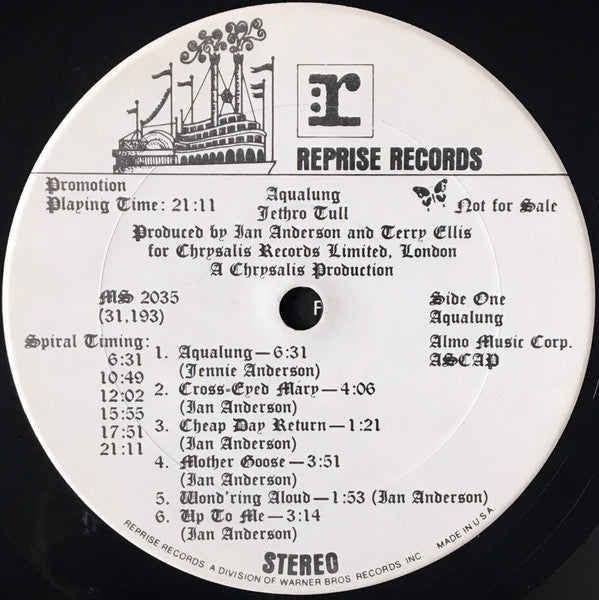 r
REPRISE RECORDS
Promotion
Playing Time: 21:11
Aqualung
Jethro Tull
Not for Sale
Produced by Ian Anderson and Terry Ellis
for Chrysalis Records Limited, London
A Chrysalis Production
MS 2035
(31,193)
Side One
Aqualung
Almo Music Corp.
ASCAP
Spiral Timing:
6:31
10:49
12:02
15:55
17:51
21:11
1. Aqualung—6:31
(Jennie Anderson)
2. Cross-Eyed Mary—4:06
(Ian Anderson)
3. Cheap Day Return—1:21
(Ian Anderson)
4. Mother Goose—3:51
(Ian Anderson)
5. Wond'ring Aloud—1:53 (Ian Anderson)
6. Up To Me—3:14
(Ian Anderson)
STEREO
REPRISE RECORDS, A DIVISION OF WARNER BROS. RECORDS, INC. MADE IN U.S.A.